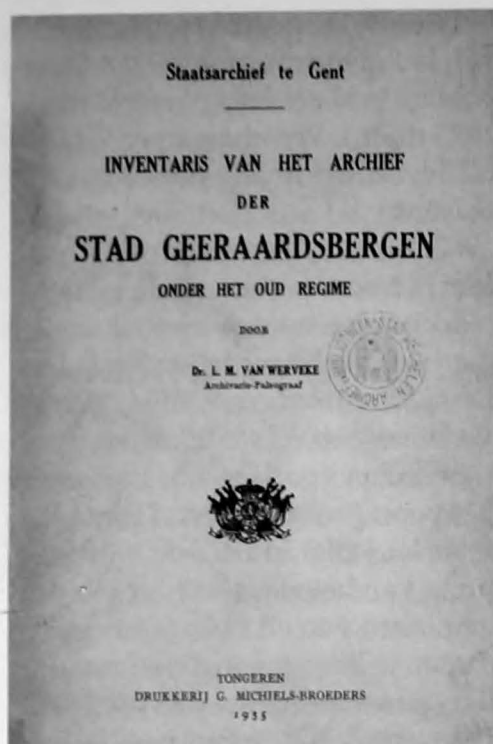 Staatsarchief te Gent
INVENTARIS VAN HET ARCHIEF
DER
STAD GEERAARDSBERGEN
ONDER HET OUD REGIME
DOOR
Dr. L. M. VAN WERVEKE
Archivaris-Paleograaf
TONGEREN
DRUKKERIJ G. MICHIELS-BROEDERS
1935